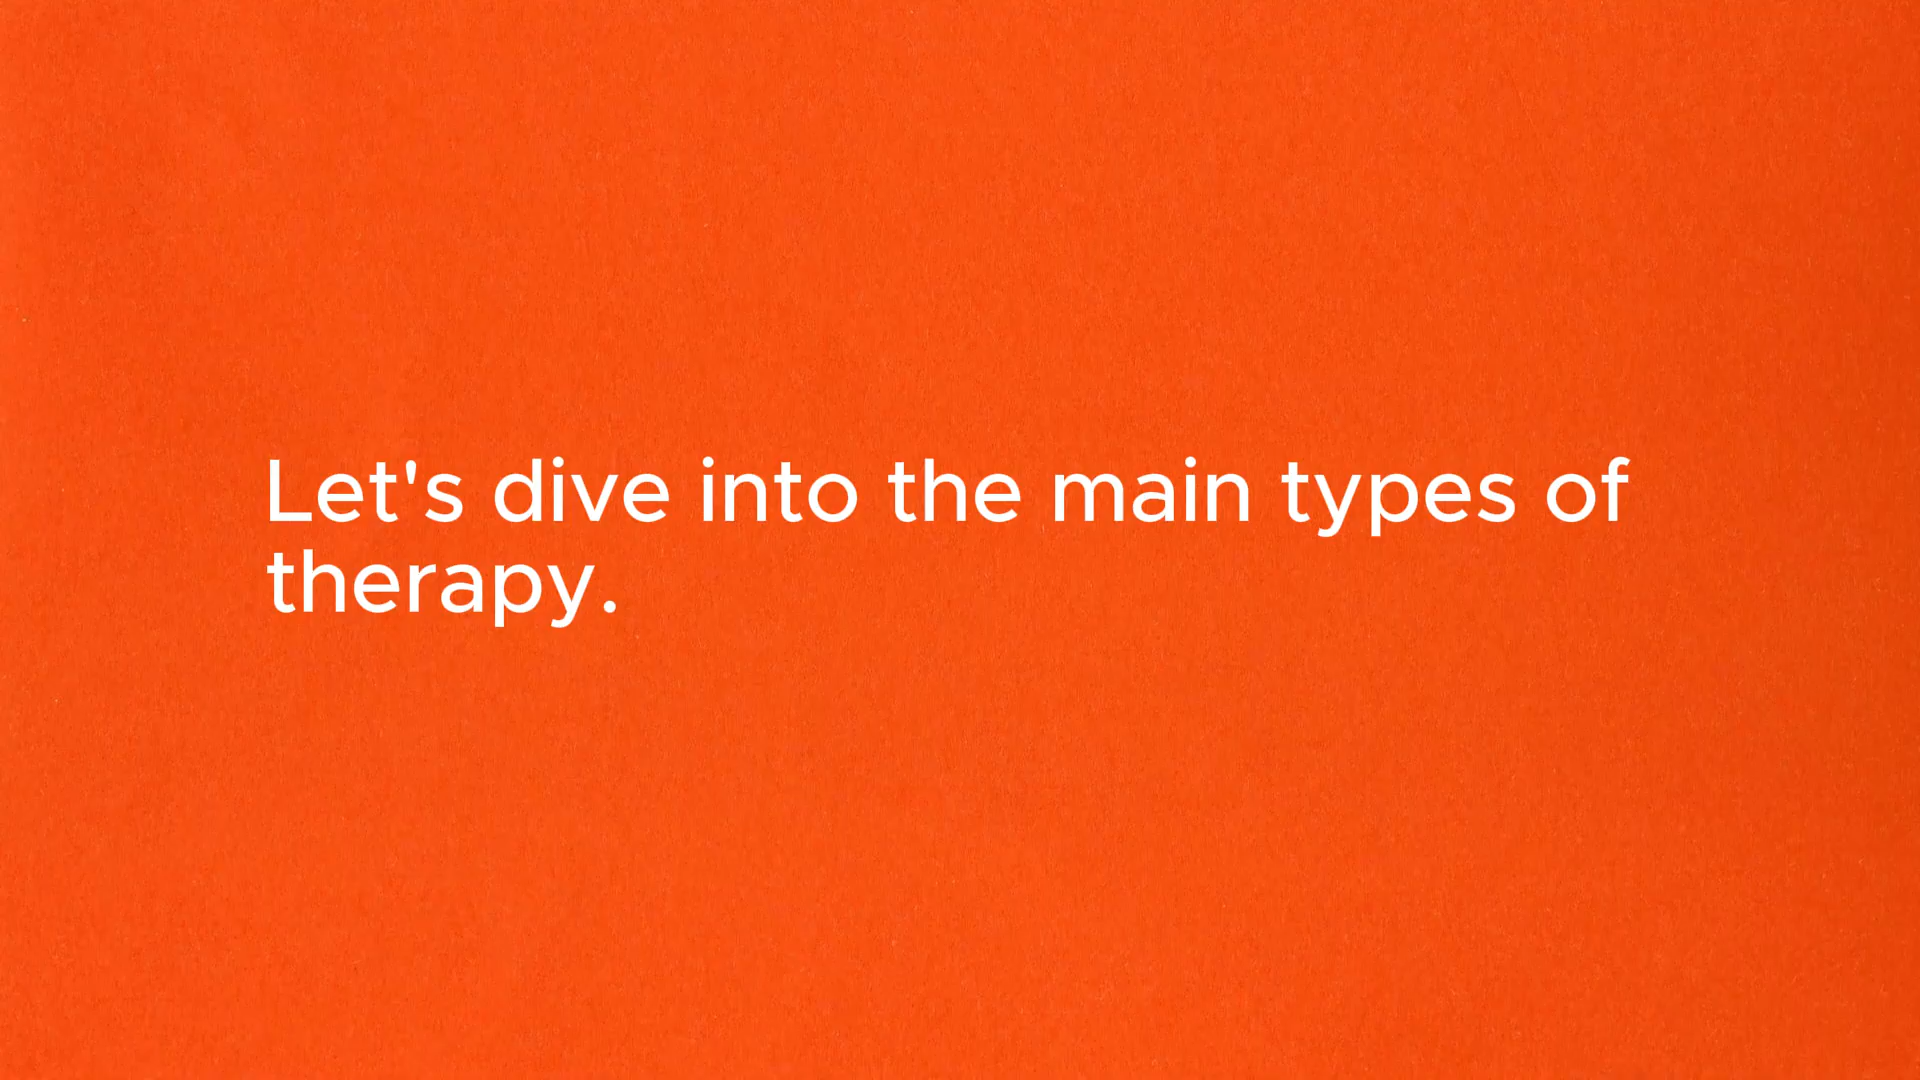 Let's dive into the main types of
therapy.